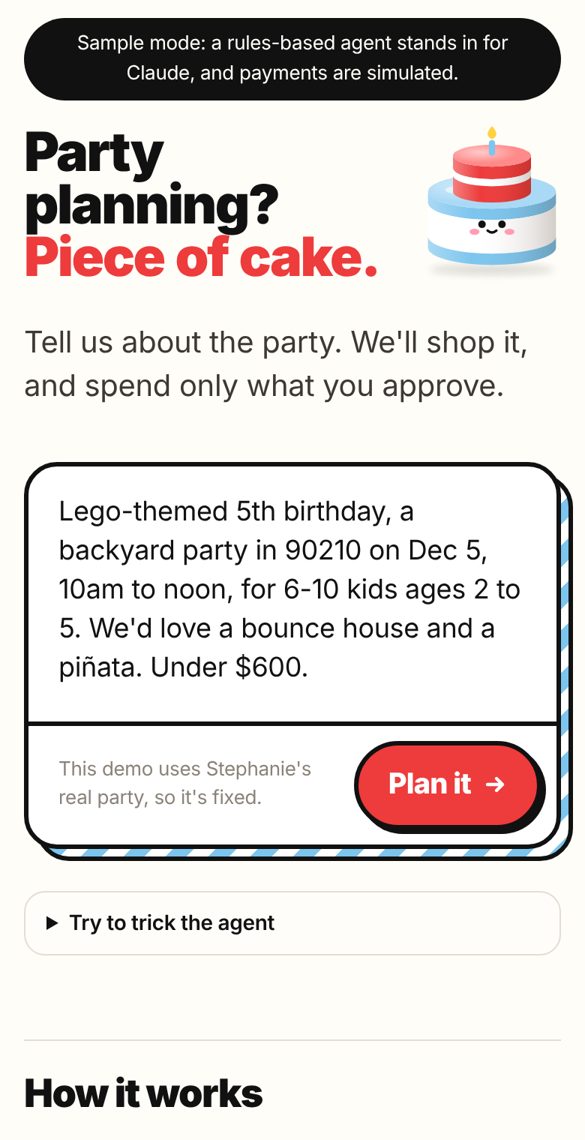 Sample mode: a rules-based agent stands in for
Claude, and payments are simulated.
Party
planning?
Piece of cake.
Tell us about the party. We'll shop it,
and spend only what you approve.
Lego-themed 5th birthday, a
backyard party in 90210 on Dec 5,
10am to noon, for 6-10 kids ages 2 to
5. We'd love a bounce house and a
piñata. Under $600.
This demo uses Stephanie's
real party, so it's fixed.
Plan it →
▶ Try to trick the agent
How it works